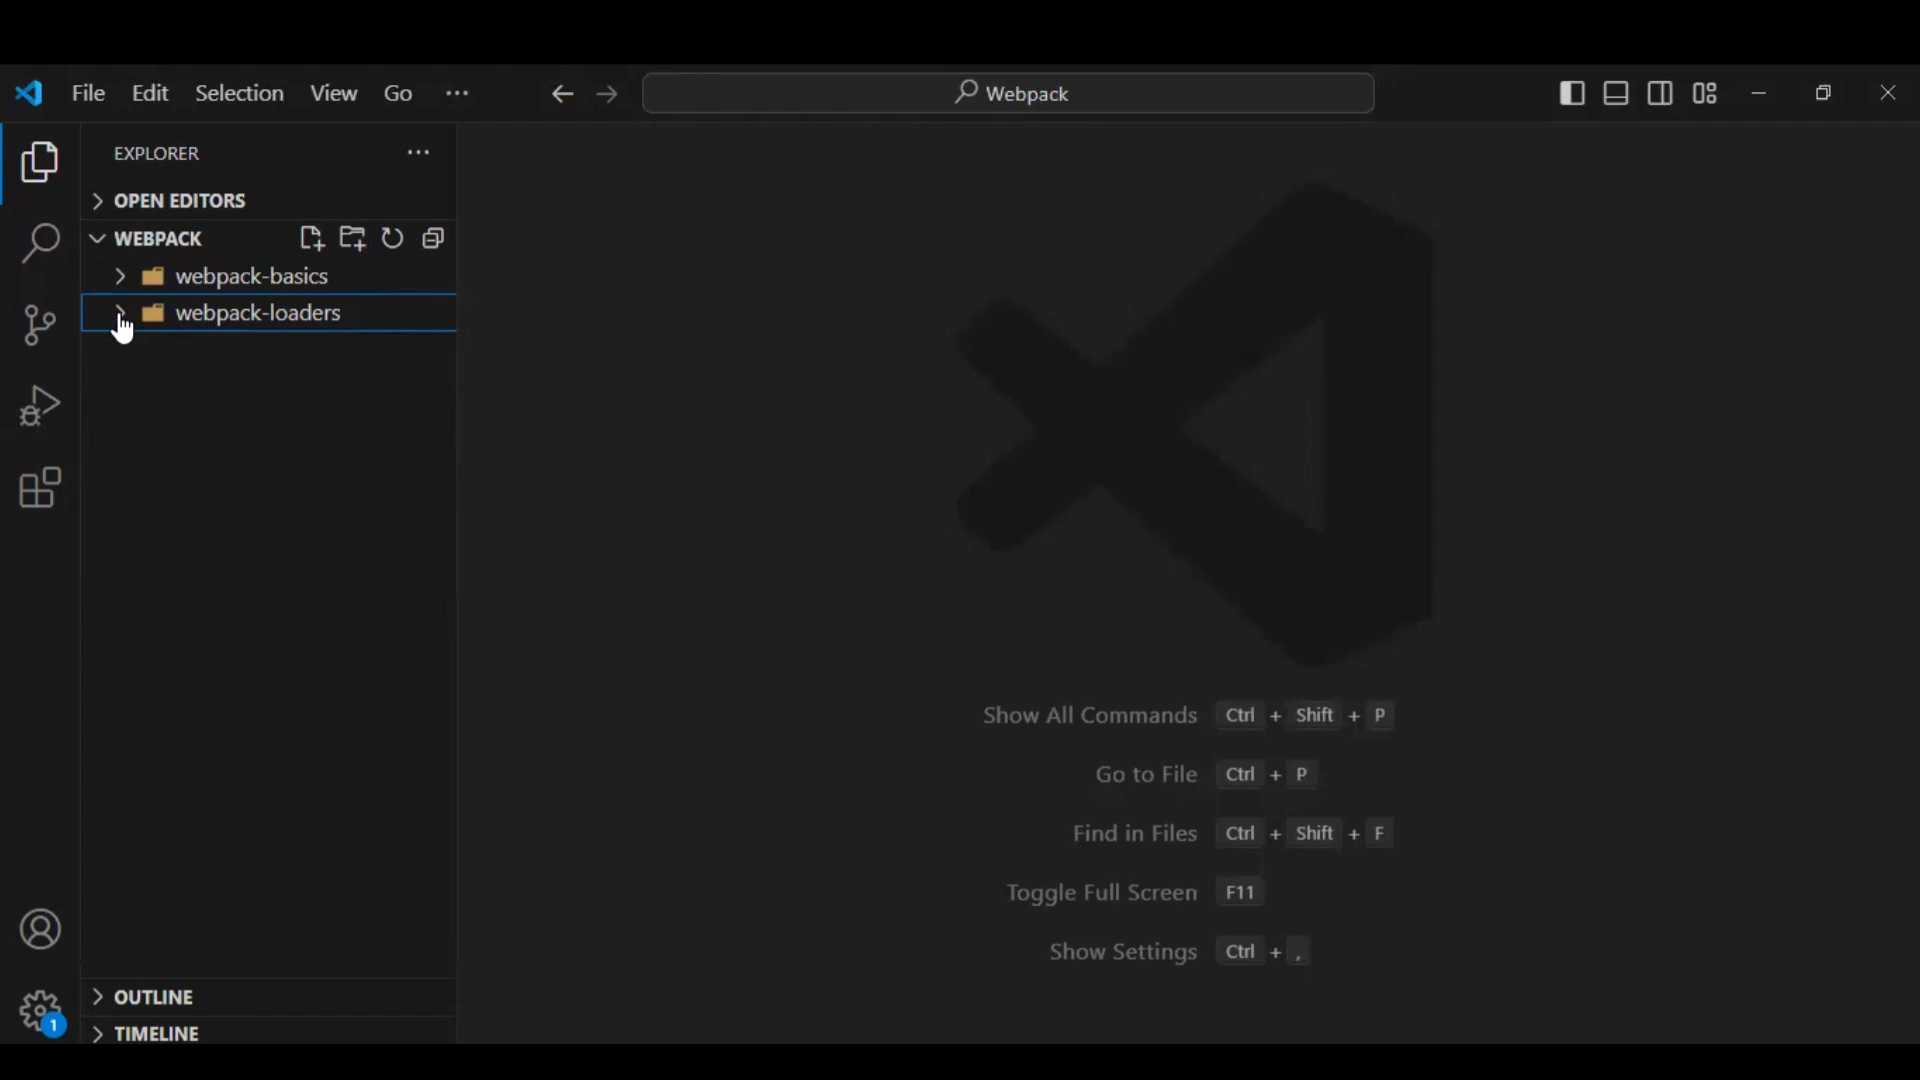 File Edit Selection View Go ···
Webpack
EXPLORER ···
OPEN EDITORS
WEBPACK
webpack-basics
webpack-loaders
Show All Commands Ctrl + Shift + P
Go to File Ctrl + P
Find in Files Ctrl + Shift + F
Toggle Full Screen F11
Show Settings Ctrl + ,
OUTLINE
1
TIMELINE